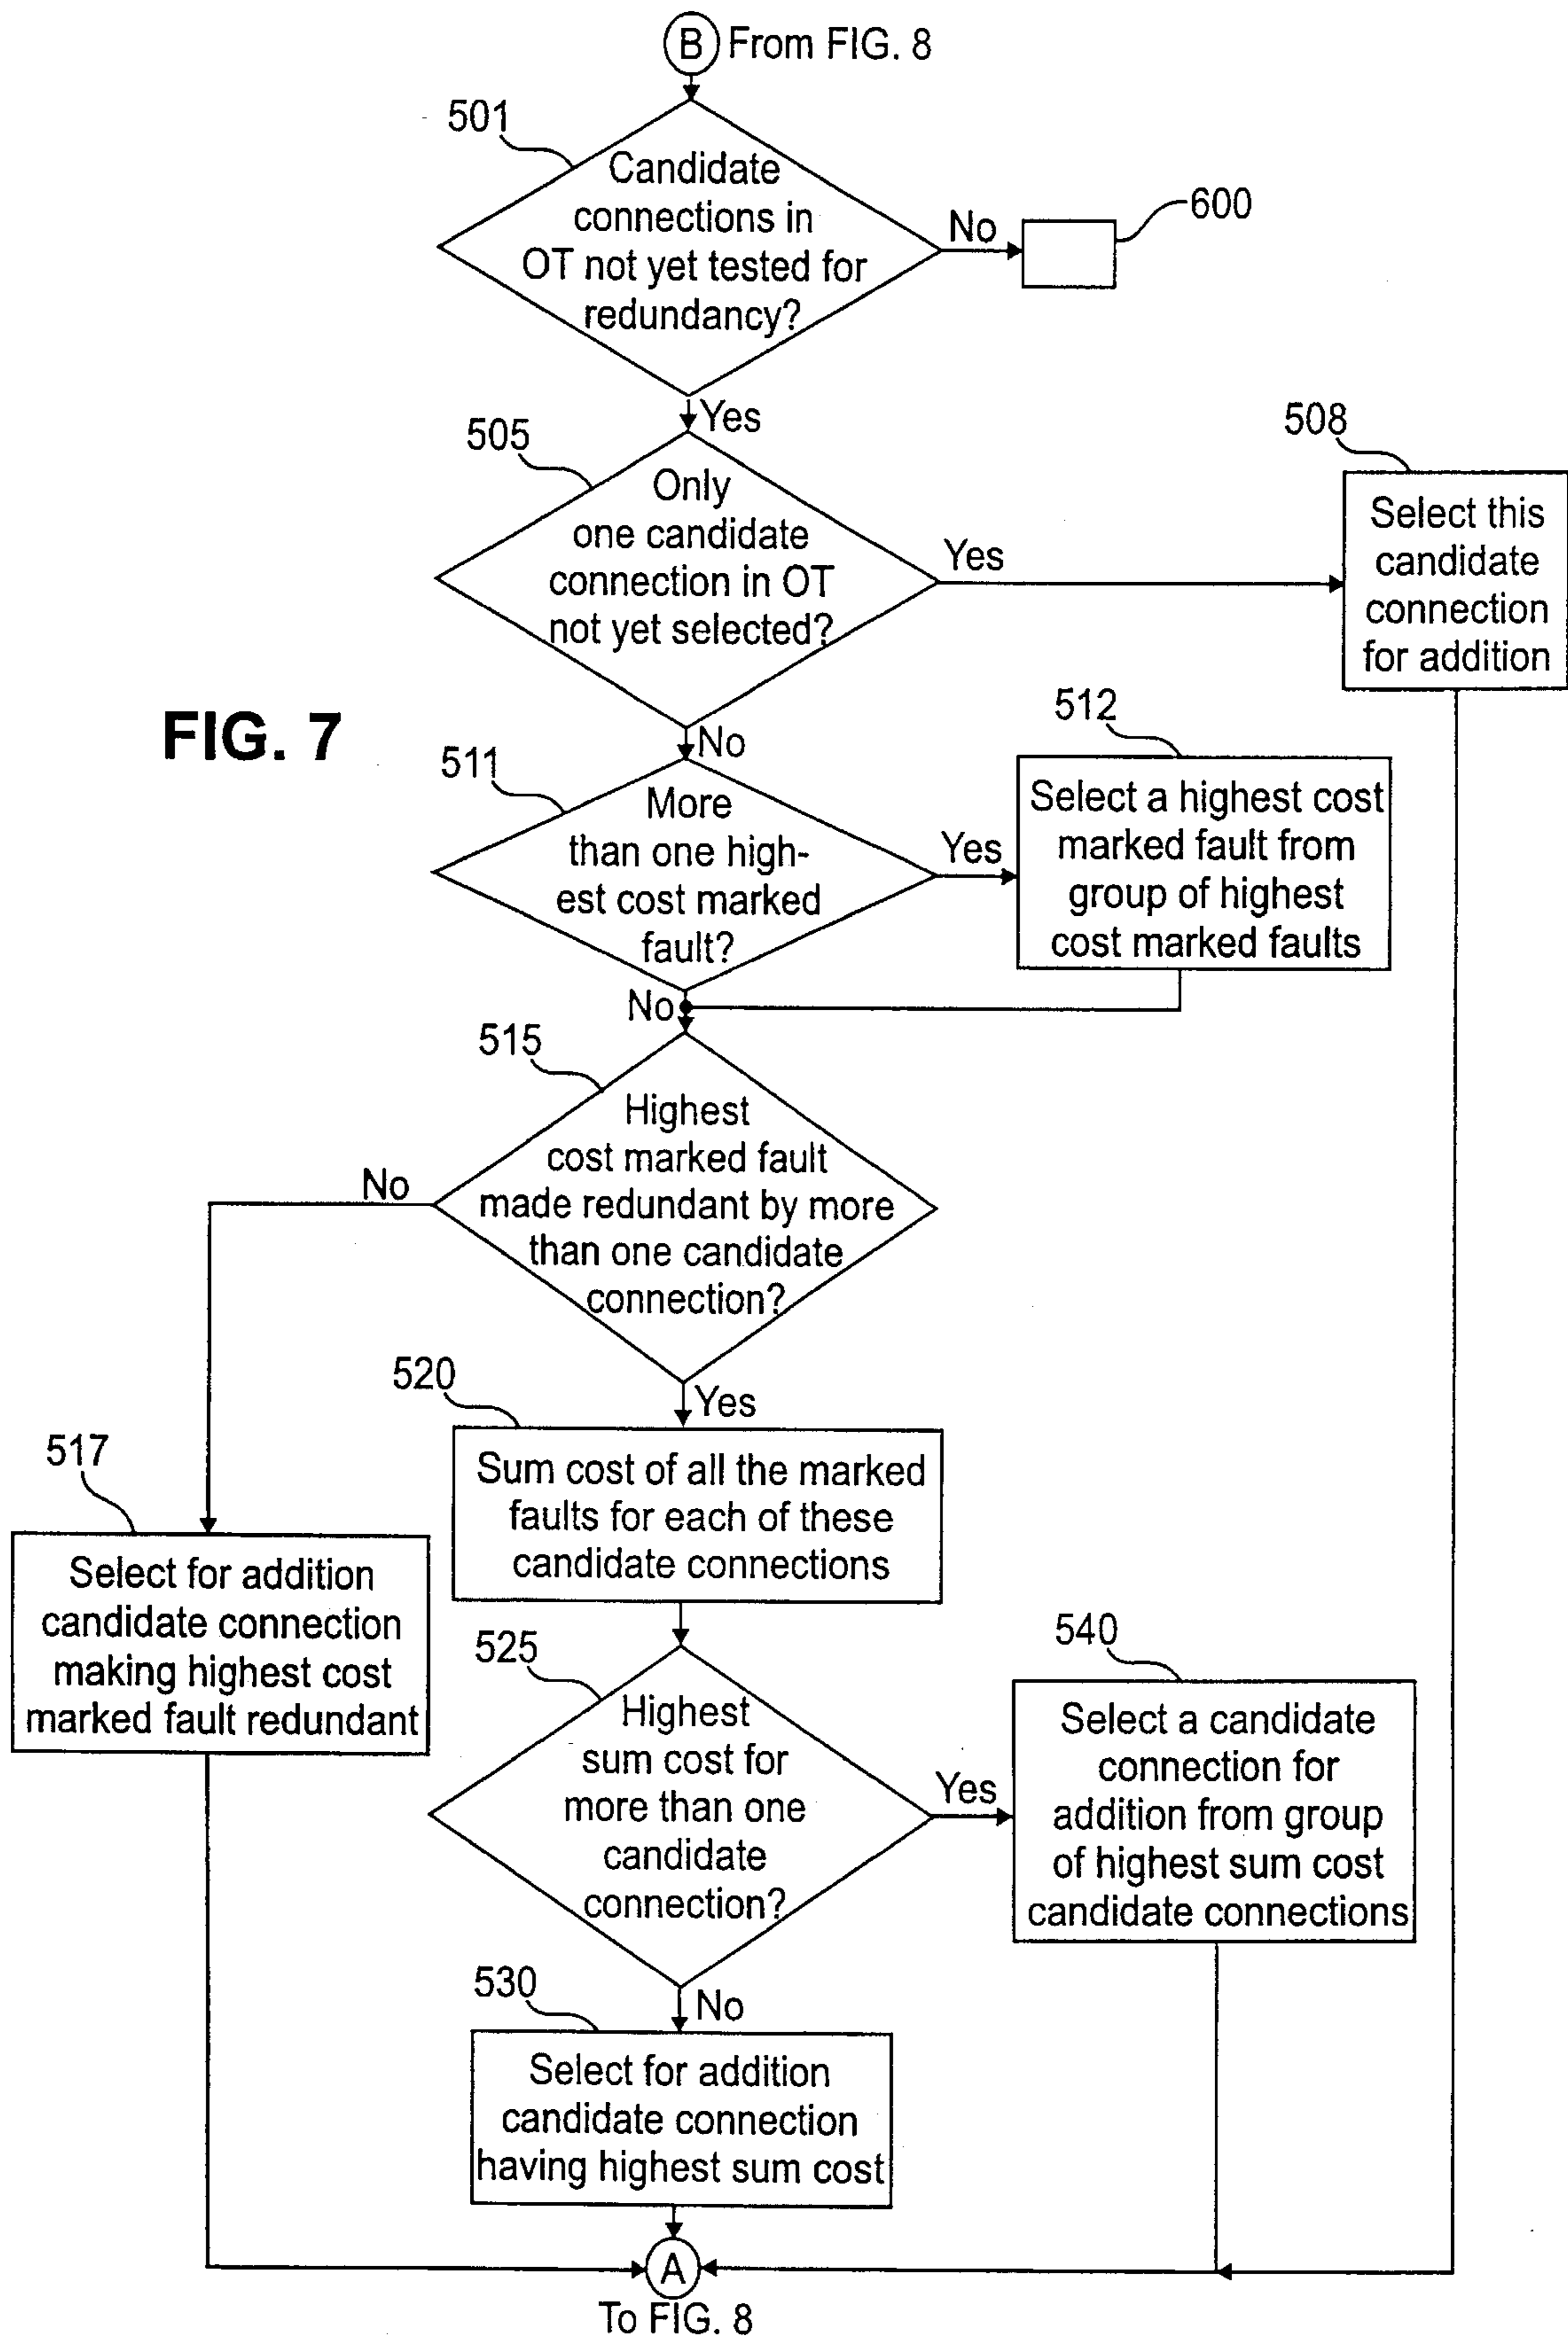 B From FIG. 8
501
Candidate
connections in
OT not yet tested for
redundancy?
No
600
Yes
505
Only
one candidate
connection in OT
not yet selected?
Yes
508
Select this
candidate
connection
for addition
FIG. 7
No
511
More
than one high-
est cost marked
fault?
Yes
512
Select a highest cost
marked fault from
group of highest
cost marked faults
No
515
Highest
cost marked fault
made redundant by more
than one candidate
connection?
No
Yes
517
Select for addition
candidate connection
making highest cost
marked fault redundant
520
Sum cost of all the marked
faults for each of these
candidate connections
525
Highest
sum cost for
more than one
candidate
connection?
Yes
540
Select a candidate
connection for
addition from group
of highest sum cost
candidate connections
No
530
Select for addition
candidate connection
having highest sum cost
A
To FIG. 8